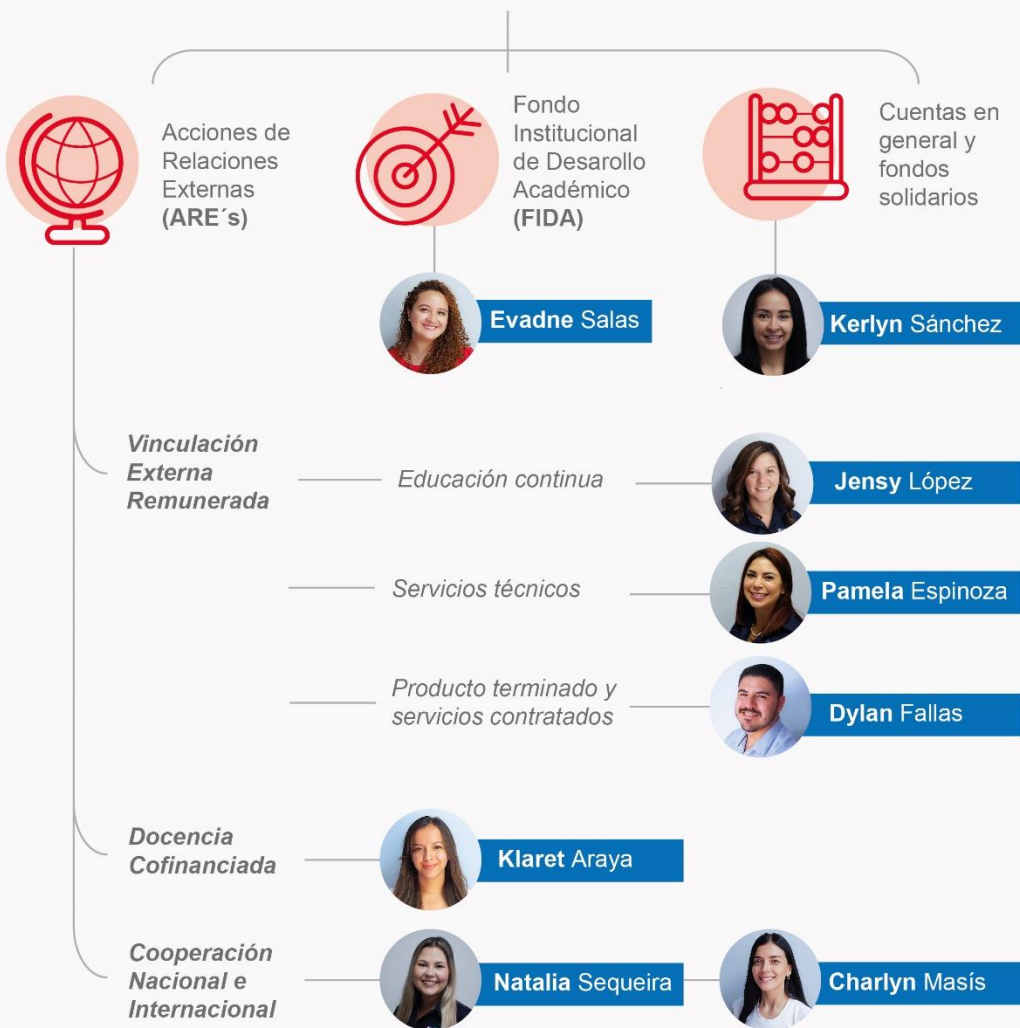 Acciones de
Relaciones
Externas
(ARE´s)
Fondo
Institucional
de Desarollo
Académico
(FIDA)
Cuentas en
general y
fondos
solidarios
Evadne Salas
Kerlyn Sánchez
Vinculación
Externa
Remunerada
Educación continua
Jensy López
Servicios técnicos
Pamela Espinoza
Producto terminado y
servicios contratados
Dylan Fallas
Docencia
Cofinanciada
Klaret Araya
Cooperación
Nacional e
Internacional
Natalia Sequeira
Charlyn Masís